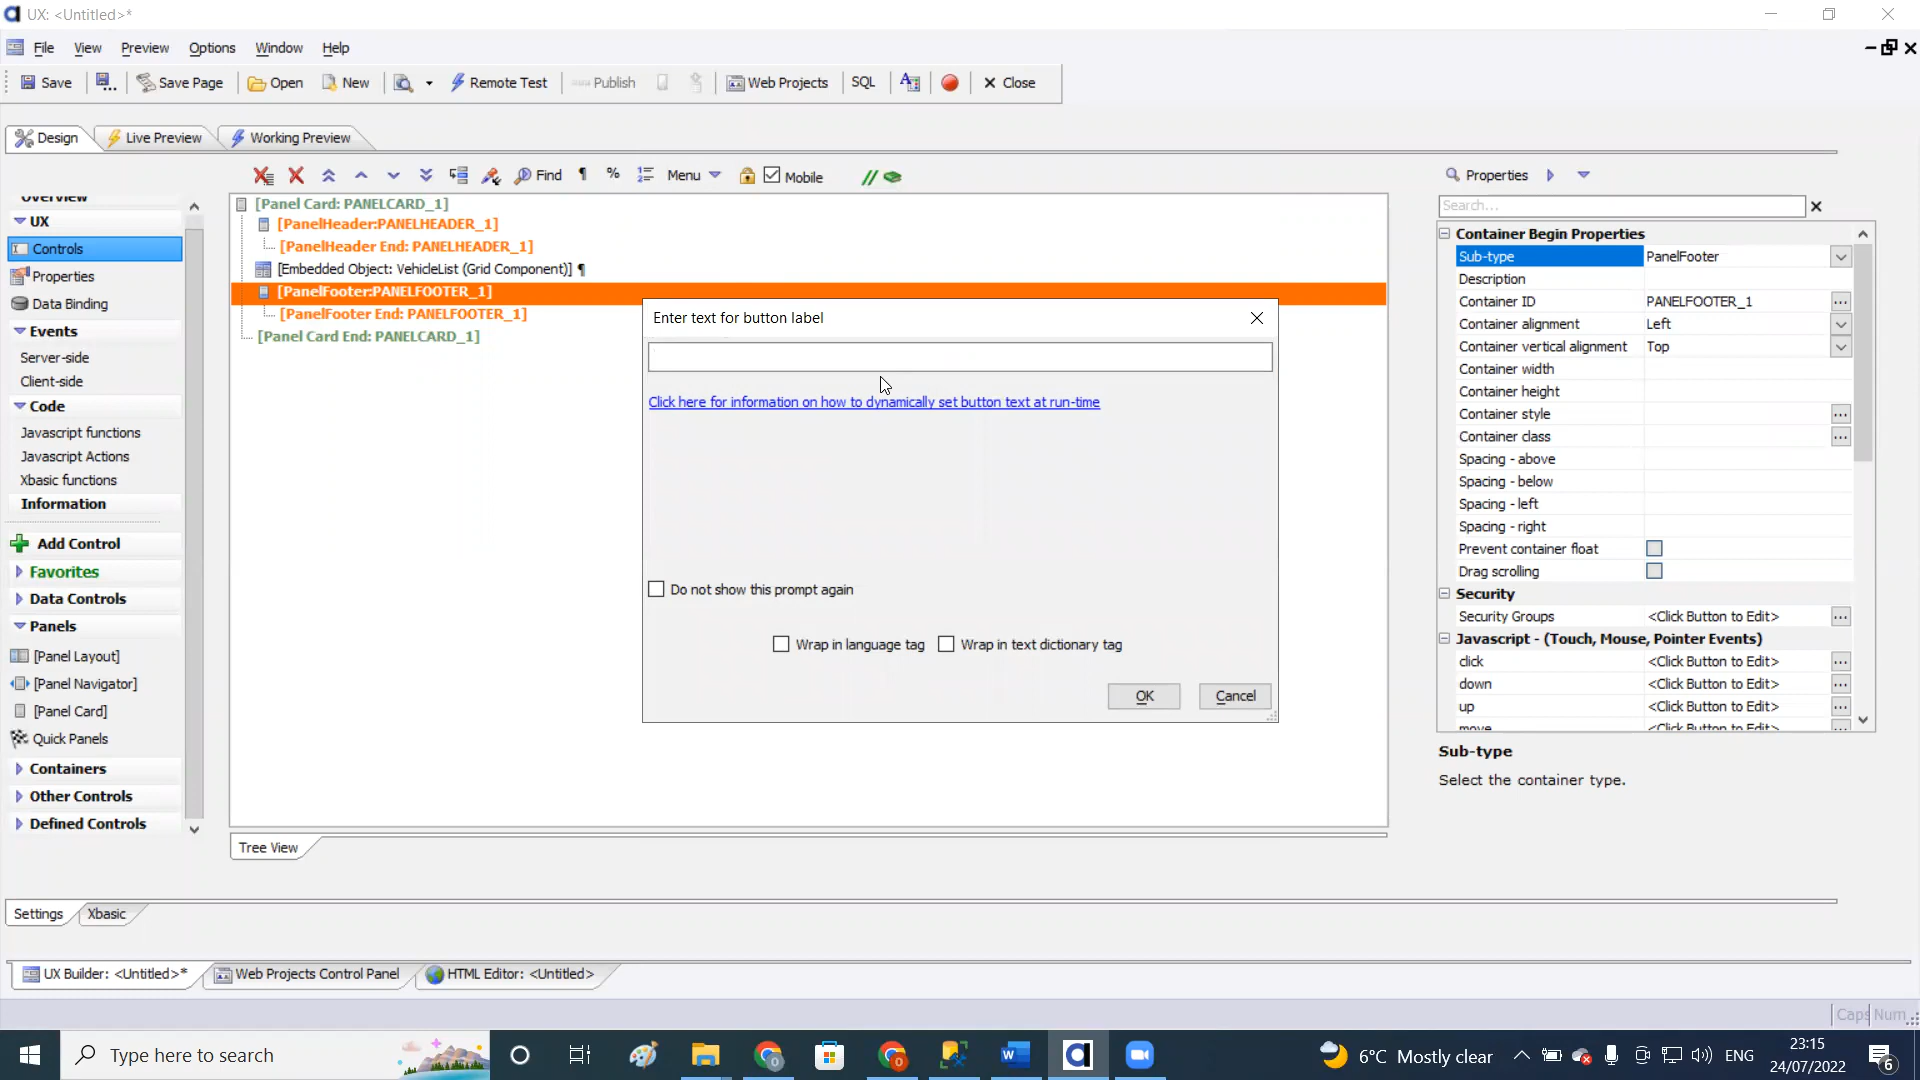 UX: <Untitled>*
File View Preview Options Window Help
Save Save Page Open New Remote Test Publish Web Projects SQL Close
Design Live Preview Working Preview
Find ¶ % Menu Mobile //
Properties
Search...
Overview
UX
Controls
Properties
Data Binding
Events
Server-side
Client-side
Code
Javascript functions
Javascript Actions
Xbasic functions
Information
Add Control
Favorites
Data Controls
Panels
[Panel Layout]
[Panel Navigator]
[Panel Card]
Quick Panels
Containers
Other Controls
Defined Controls
[Panel Card: PANELCARD_1]
[PanelHeader:PANELHEADER_1]
[PanelHeader End: PANELHEADER_1]
[Embedded Object: VehicleList (Grid Component)] ¶
[PanelFooter:PANELFOOTER_1]
[PanelFooter End: PANELFOOTER_1]
[Panel Card End: PANELCARD_1]
Enter text for button label
Click here for information on how to dynamically set button text at run-time
Do not show this prompt again
Wrap in language tag Wrap in text dictionary tag
OK Cancel
Container Begin Properties
Sub-type PanelFooter
Description
Container ID PANELFOOTER_1 ...
Container alignment Left
Container vertical alignment Top
Container width
Container height
Container style ...
Container class ...
Spacing - above
Spacing - below
Spacing - left
Spacing - right
Prevent container float
Drag scrolling
Security
Security Groups <Click Button to Edit> ...
Javascript - (Touch, Mouse, Pointer Events)
click <Click Button to Edit> ...
down <Click Button to Edit> ...
up <Click Button to Edit> ...
move <Click Button to Edit> ...
Sub-type
Select the container type.
Tree View
Settings Xbasic
UX Builder: <Untitled>* Web Projects Control Panel HTML Editor: <Untitled>
Caps Num
Type here to search
6°C Mostly clear ENG
23:15
24/07/2022
6